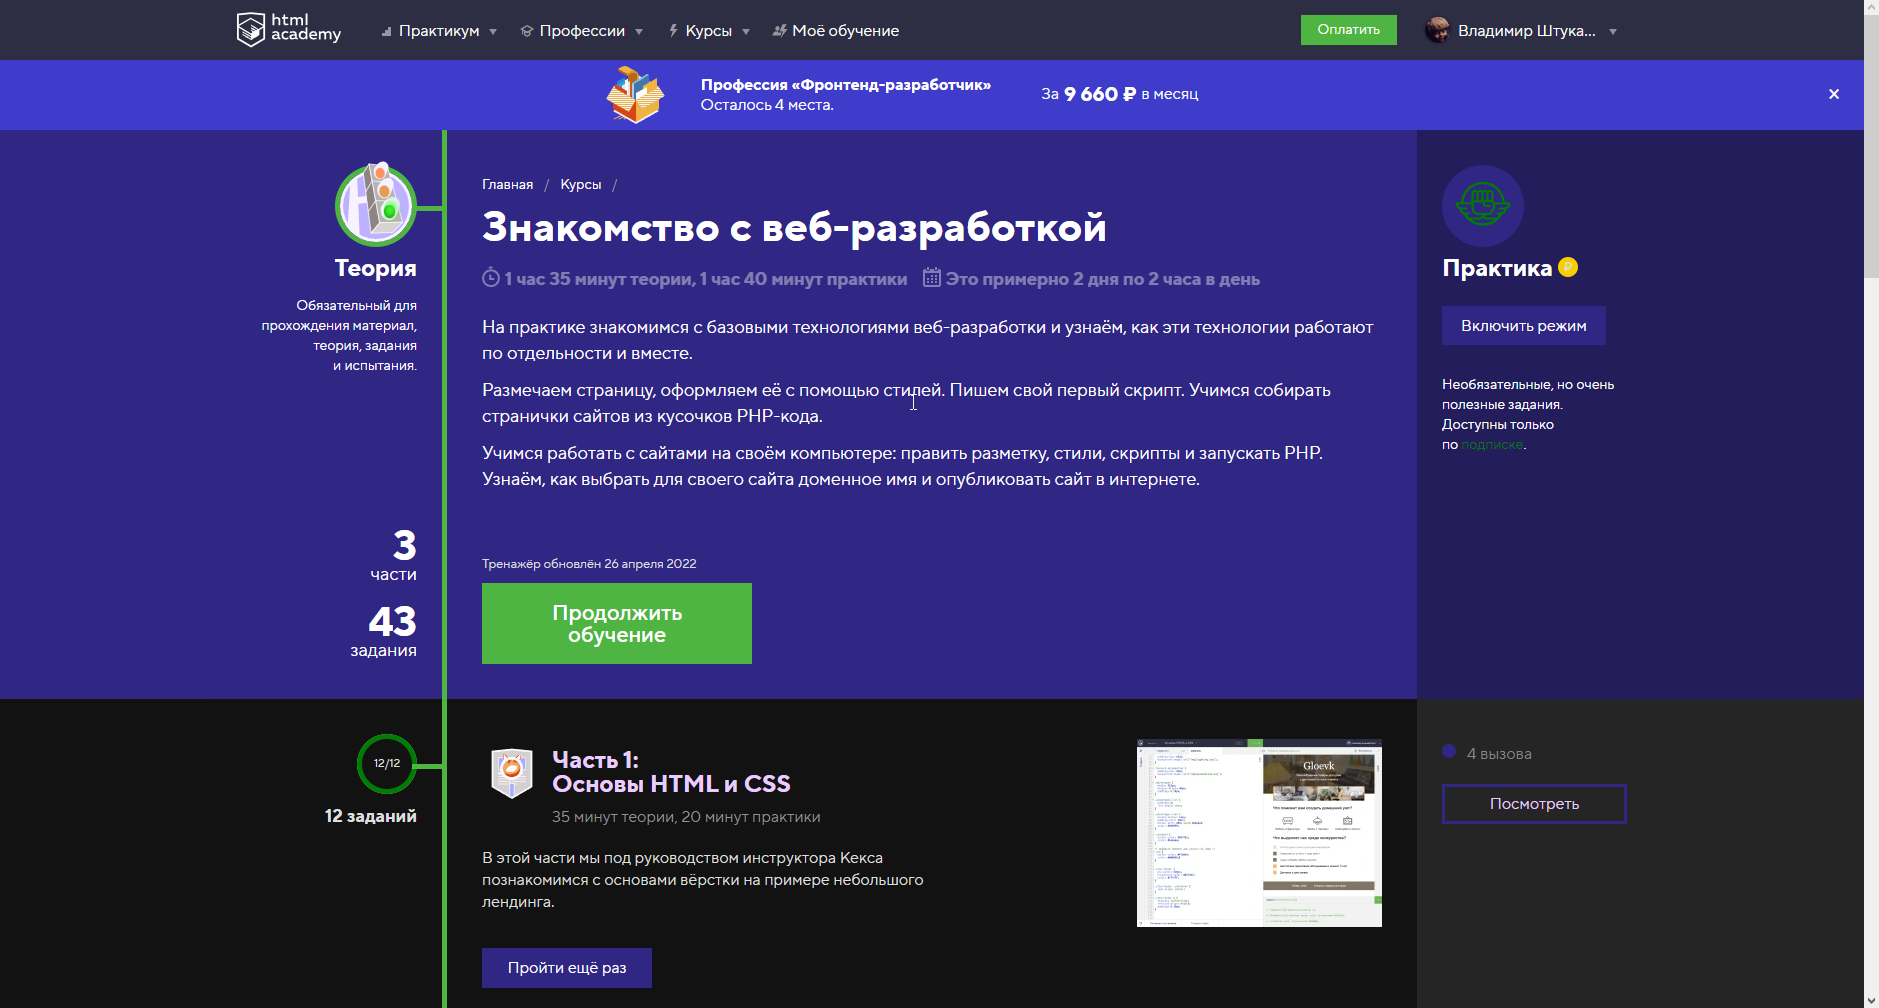 html
academy
Практикум
Профессии
Курсы
Моё обучение
Оплатить
Владимир Штука...
Профессия «Фронтенд-разработчик»
Осталось 4 места.
За 9 660 ₽ в месяц
Теория
Обязательный для
прохождения материал,
теория, задания
и испытания.
3
части
43
задания
Главная / Курсы /
Знакомство с веб-разработкой
1 час 35 минут теории, 1 час 40 минут практики
Это примерно 2 дня по 2 часа в день
На практике знакомимся с базовыми технологиями веб-разработки и узнаём, как эти технологии работают
по отдельности и вместе.
Размечаем страницу, оформляем её с помощью стилей. Пишем свой первый скрипт. Учимся собирать
странички сайтов из кусочков PHP-кода.
Учимся работать с сайтами на своём компьютере: править разметку, стили, скрипты и запускать PHP.
Узнаём, как выбрать для своего сайта доменное имя и опубликовать сайт в интернете.
Тренажёр обновлён 26 апреля 2022
Продолжить
обучение
Практика ₽
Включить режим
Необязательные, но очень
полезные задания.
Доступны только
по подписке.
12/12
12 заданий
Часть 1:
Основы HTML и CSS
35 минут теории, 20 минут практики
В этой части мы под руководством инструктора Кекса
познакомимся с основами вёрстки на примере небольшого
лендинга.
Пройти ещё раз
Gloevk
4 вызова
Посмотреть